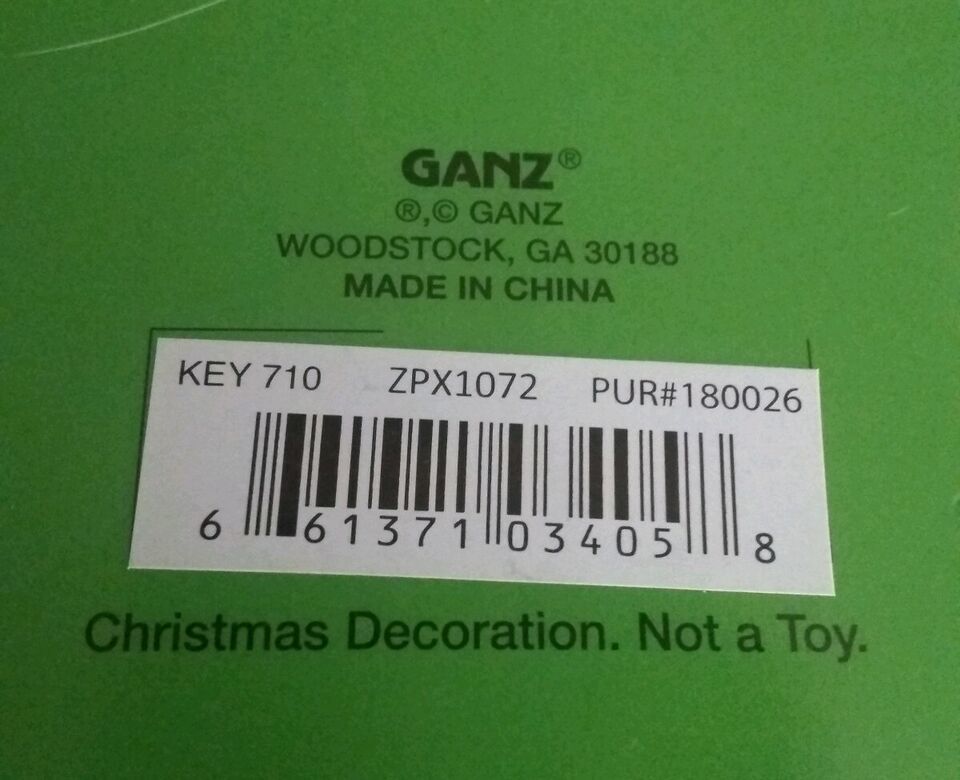 GANZ®
®,© GANZ
WOODSTOCK, GA 30188
MADE IN CHINA
KEY 710 ZPX1072 PUR#180026
6 61371 03405 8
Christmas Decoration. Not a Toy.